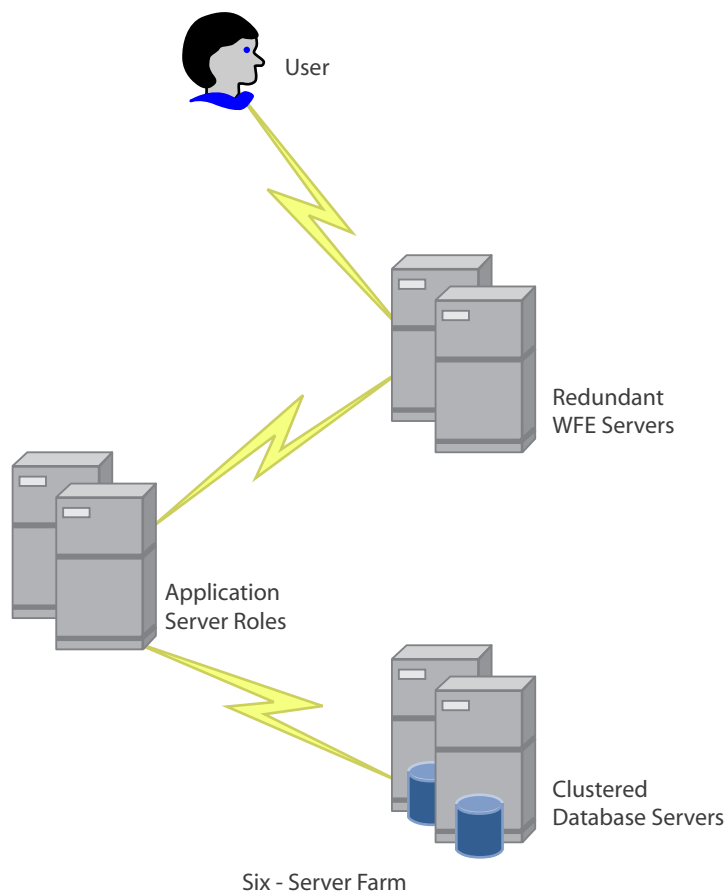 User
Redundant
WFE Servers
Application
Server Roles
Clustered
Database Servers
Six - Server Farm